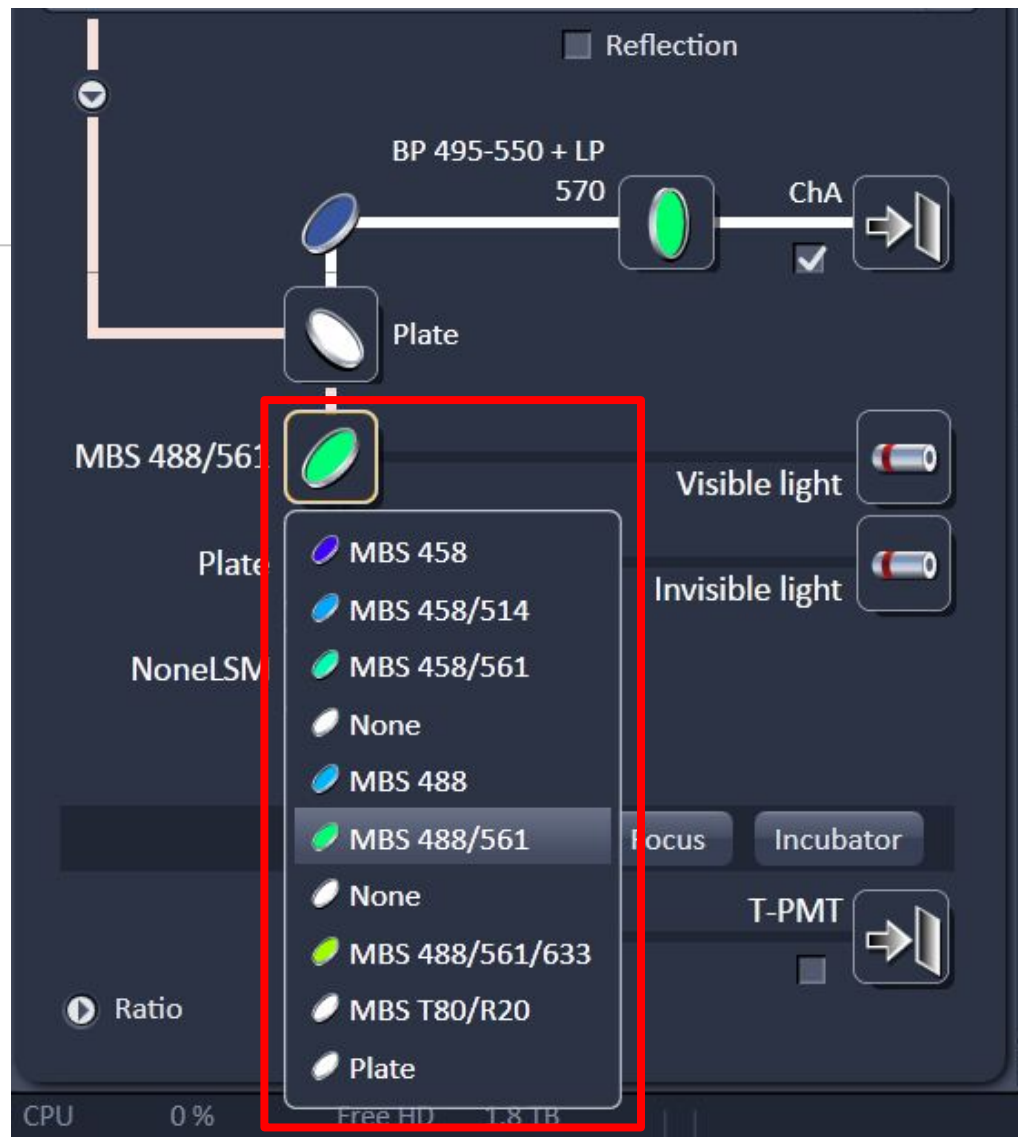 Reflection
BP 495-550 + LP
570
ChA
Plate
MBS 488/561
Visible light
Plate
Invisible light
NoneLSM
MBS 458
MBS 458/514
MBS 458/561
None
MBS 488
MBS 488/561
None
MBS 488/561/633
MBS T80/R20
Plate
Focus
Incubator
T-PMT
Ratio
CPU 0 % Free HD 1.8 TB